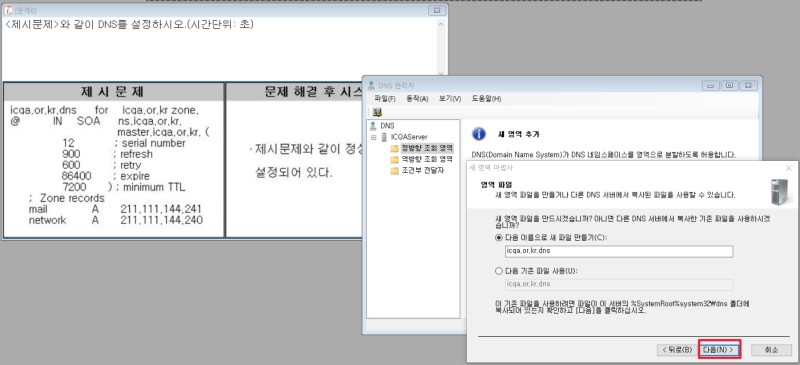 [문제6]
<제시문제>와 같이 DNS를 설정하시오.(시간단위: 초)
제 시 문 제
문제 해결 후 시스
icqa,or,kr,dns for icqa,or,kr zone,
@ IN SOA ns,icqa,or,kr,
master,icqa,or,kr, (
12 ; serial number
900 ; refresh
600 ; retry
86400 ; expire
7200 ) ; minimum TTL
; Zone records
mail A 211,111,144,241
network A 211,111,144,240
·제시문제와 같이 정상
설정되어 있다.
DNS 관리자
파일(F) 동작(A) 보기(V) 도움말(H)
DNS
ICQAServer
정방향 조회 영역
역방향 조회 영역
조건부 전달자
새 영역 추가
DNS(Domain Name System)가 DNS 네임스페이스를 영역으로 분할하도록 허용합니다.
새 영역 마법사
영역 파일
새 영역 파일을 만들거나 다른 DNS 서버에서 복사된 파일을 사용할 수 있습니다.
새 영역 파일을 만드시겠습니까? 아니면 다른 DNS 서버에서 복사한 기존 파일을 사용하시겠
습니까?
다음 이름으로 새 파일 만들기(C):
icqa,or,kr,dns
다음 기존 파일 사용(U):
icqa,or,kr,dns
이 기존 파일을 사용하려면 파일이 이 서버의 %SystemRoot%system32\dns 폴더에
복사되어 있는지 확인하고 [다음]을 클릭하십시오.
< 뒤로(B) 다음(N) > 취소